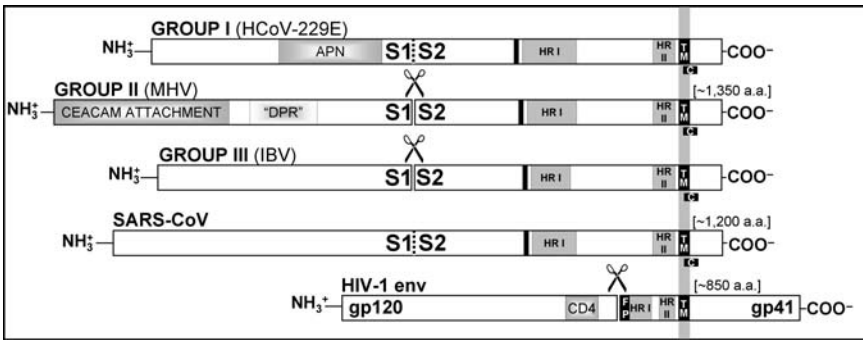 GROUP I (HCoV-229E)
NH3+ APN S1 S2 HR I HR II TM COO−
C
GROUP II (MHV) [~1,350 a.a.]
NH3+ CEACAM ATTACHMENT "DPR" S1 S2 HR I HR II TM COO−
C
GROUP III (IBV)
NH3+ S1 S2 HR I HR II TM COO−
C
SARS-CoV [~1,200 a.a.]
NH3+ S1 S2 HR I HR II TM COO−
C
HIV-1 env [~850 a.a.]
NH3+ gp120 CD4 FP HR I HR II TM gp41 COO−